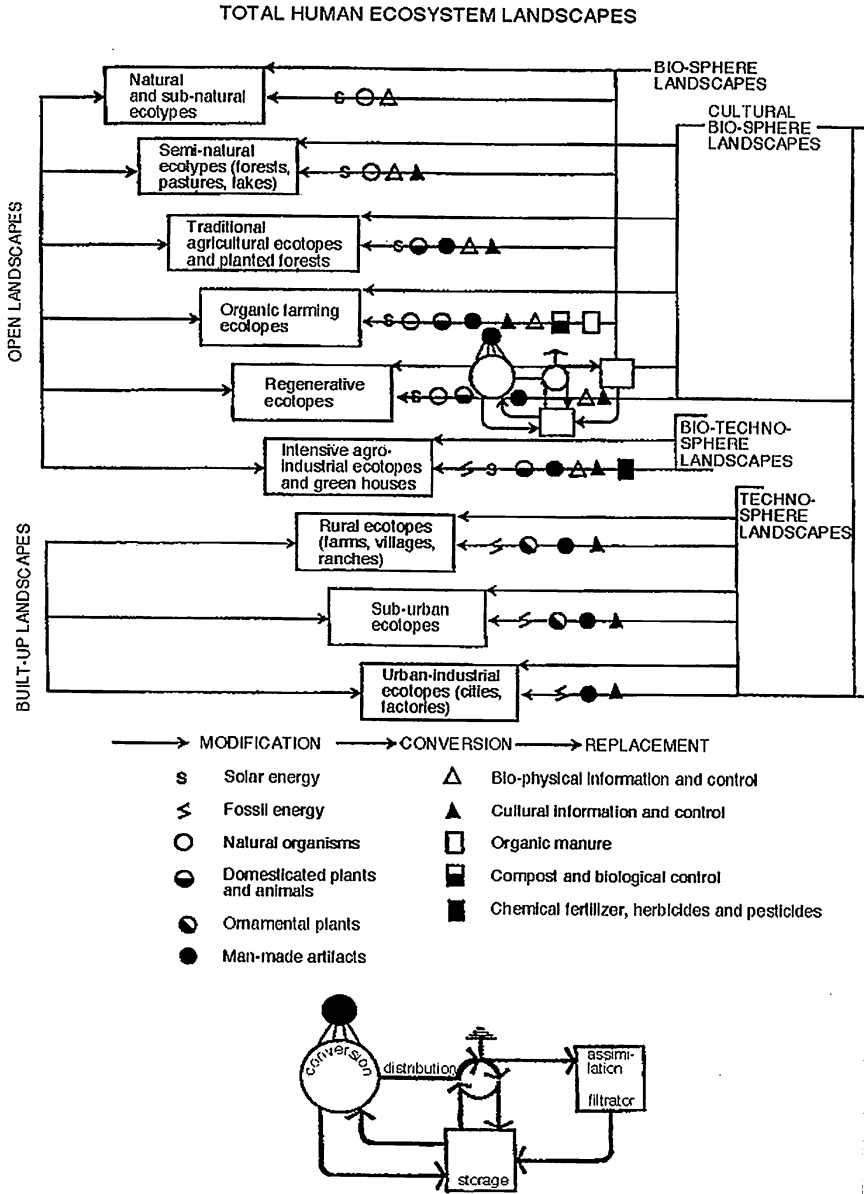 TOTAL HUMAN ECOSYSTEM LANDSCAPES
BIO-SPHERE
LANDSCAPES
Natural
and sub-natural
ecotypes
s
CULTURAL
BIO-SPHERE
LANDSCAPES
Semi-natural
ecotypes (forests,
pastures, lakes)
s
Traditional
agricultural ecotopes
and planted forests
s
OPEN LANDSCAPES
Organic farming
ecotopes
s
Regenerative
ecotopes
s
BIO-TECHNO-
SPHERE
LANDSCAPES
Intensive agro-
industrial ecotopes
and green houses
s
TECHNO-
SPHERE
LANDSCAPES
Rural ecotopes
(farms, villages,
ranches)
BUILT-UP LANDSCAPES
Sub-urban
ecotopes
Urban-industrial
ecotopes (cities,
factories)
MODIFICATION CONVERSION REPLACEMENT
s Solar energy
Fossil energy
Natural organisms
Domesticated plants
and animals
Ornamental plants
Man-made artifacts
Bio-physical information and control
Cultural information and control
Organic manure
Compost and biological control
Chemical fertilizer, herbicides and pesticides
conversion
distribution
assimi-
lation
filtrator
storage